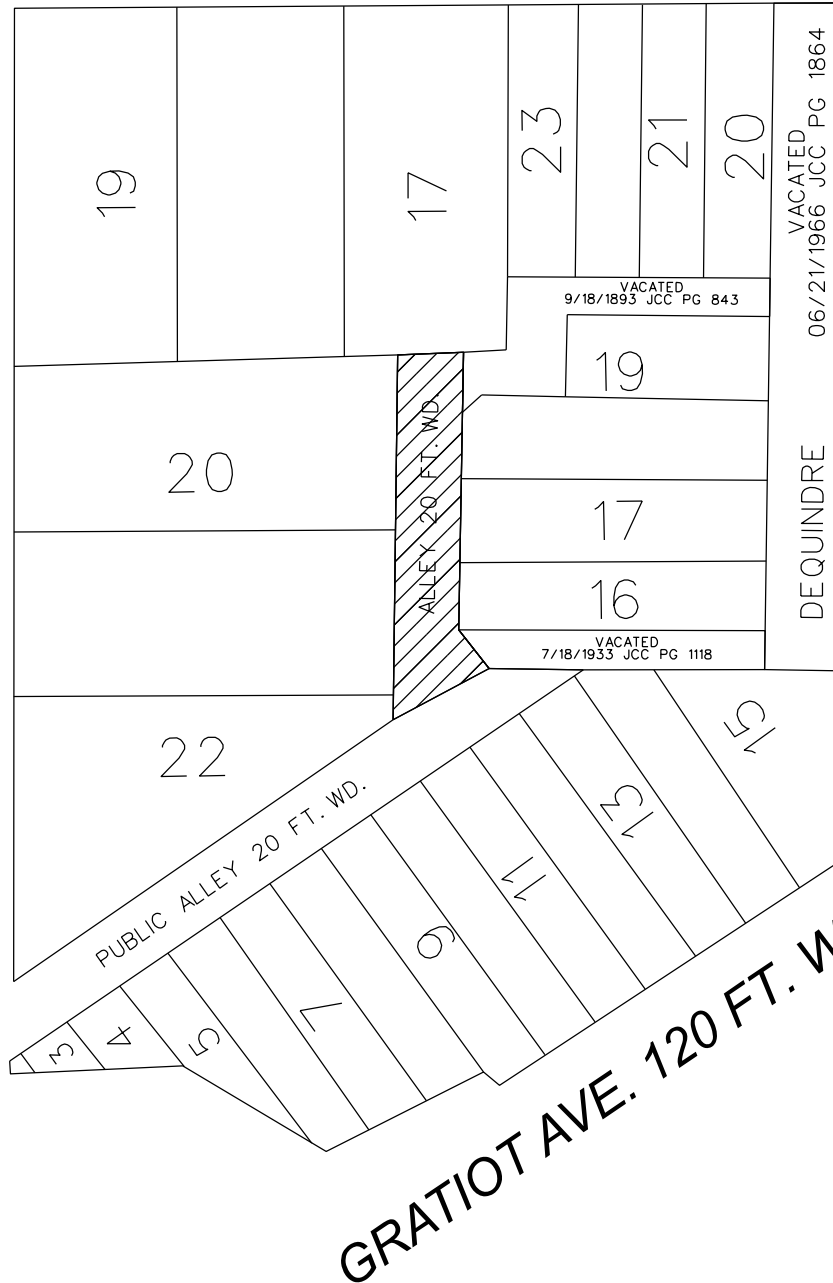 19
17
23
21
20
VACATED
06/21/1966 JCC PG 1864
VACATED
9/18/1893 JCC PG 843
19
20
ALLEY 20 FT. WD.
17
DEQUINDRE
16
VACATED
7/18/1933 JCC PG 1118
22
15
PUBLIC ALLEY 20 FT. WD.
13
11
9
7
5
4
3
GRATIOT AVE. 120 FT. W